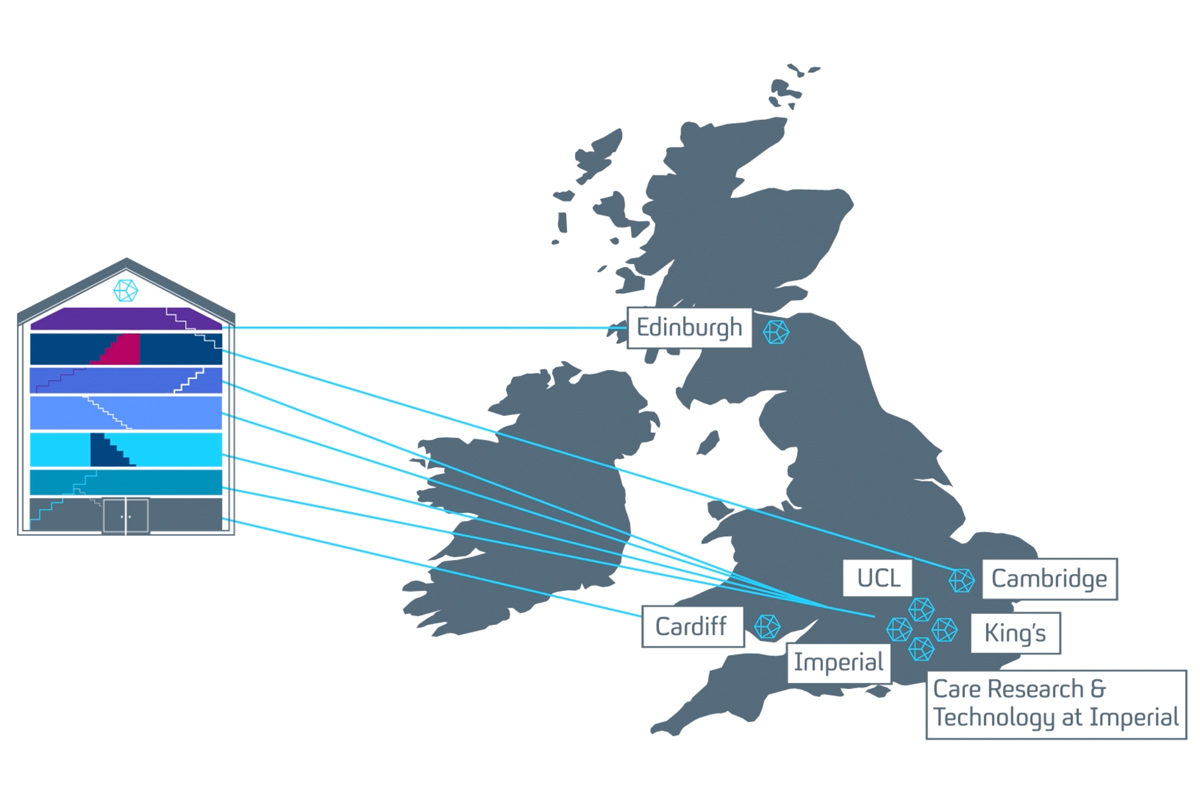 Edinburgh
UCL
Cambridge
Cardiff
King's
Imperial
Care Research &
Technology at Imperial